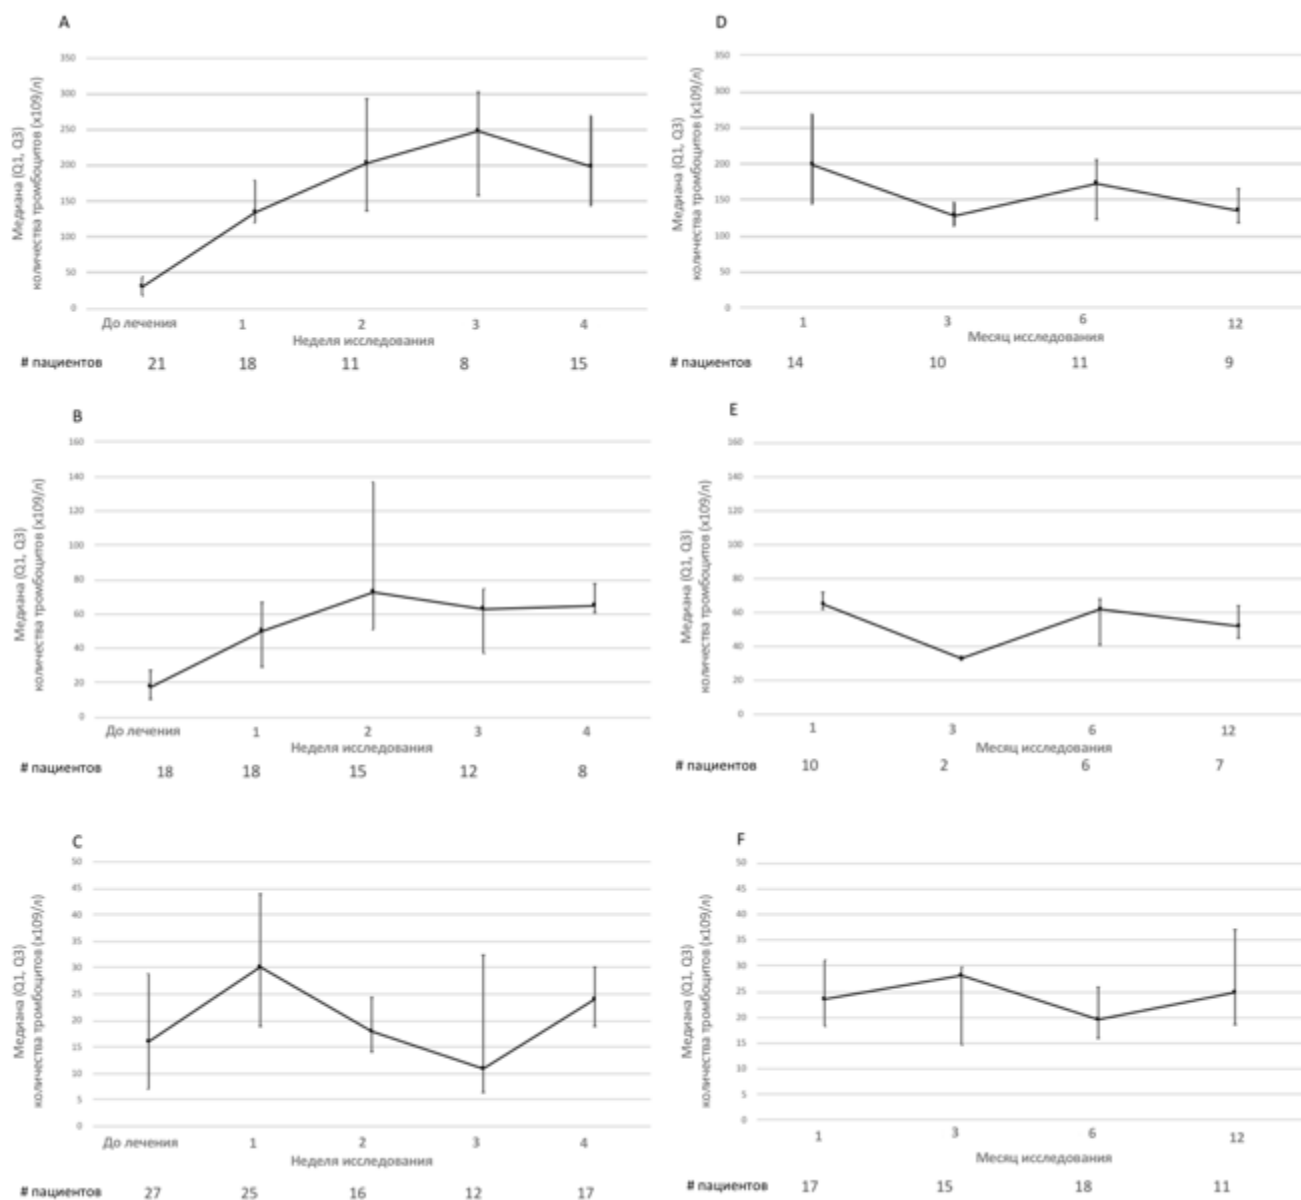 A
Медиана (Q1, Q3)
количества тромбоцитов (x109/л)
350
300
250
200
150
100
50
0
До лечения 1 2 3 4
Неделя исследования
# пациентов 21 18 11 8 15
D
Медиана (Q1, Q3)
количества тромбоцитов (x109/л)
350
300
250
200
150
100
50
0
1 3 6 12
Месяц исследования
# пациентов 14 10 11 9
B
Медиана (Q1, Q3)
количества тромбоцитов (x109/л)
160
140
120
100
80
60
40
20
0
До лечения 1 2 3 4
Неделя исследования
# пациентов 18 18 15 12 8
E
Медиана (Q1, Q3)
количества тромбоцитов (x109/л)
160
140
120
100
80
60
40
20
0
1 3 6 12
Месяц исследования
# пациентов 10 2 6 7
C
Медиана (Q1, Q3)
количества тромбоцитов (x109/л)
50
45
40
35
30
25
20
15
10
5
0
До лечения 1 2 3 4
Неделя исследования
# пациентов 27 25 16 12 17
F
Медиана (Q1, Q3)
количества тромбоцитов (x109/л)
50
45
40
35
30
25
20
15
10
5
0
1 3 6 12
Месяц исследования
# пациентов 17 15 18 11